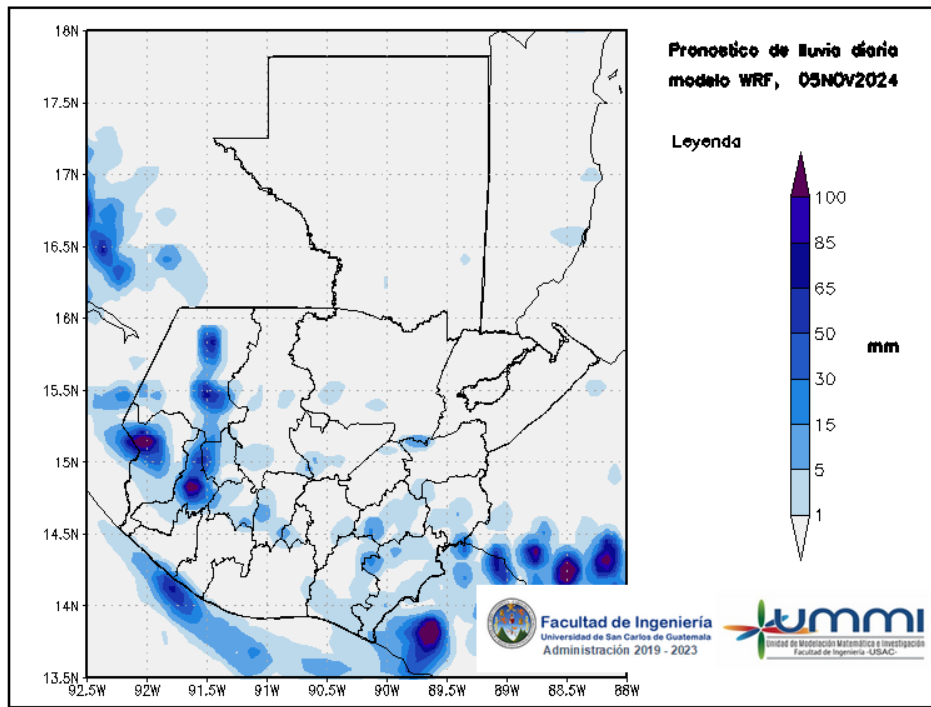 Pronostico de lluvia diaria
modelo WRF, 05NOV2024
Leyenda
100
85
65
50
30
15
5
1
mm
18N
17.5N
17N
16.5N
16N
15.5N
15N
14.5N
14N
13.5N
92.5W 92W 91.5W 91W 90.5W 90W 89.5W 89W 88.5W 88W
Facultad de Ingeniería
Universidad de San Carlos de Guatemala
Administración 2019 - 2023
ummi
Unidad de Modelación Matemática e Investigación
Facultad de Ingeniería -USAC-